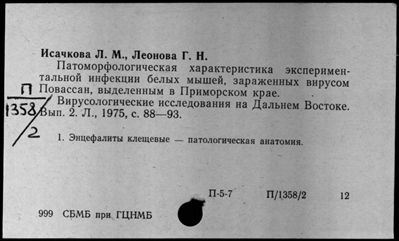 Исачкова Л. М., Леонова Г. Н.
Патоморфологическая характеристика эксперимен-
тальной инфекции белых мышей, зараженных вирусом
Повассан, выделенным в Приморском крае.
Вирусологические исследования на Дальнем Востоке.
Вып. 2. Л., 1975, с. 88—93.
П
1358
/2
1. Энцефалиты клещевые — патологическая анатомия.
П-5-7 П/1358/2 12
999 СБМБ при ГЦНМБ